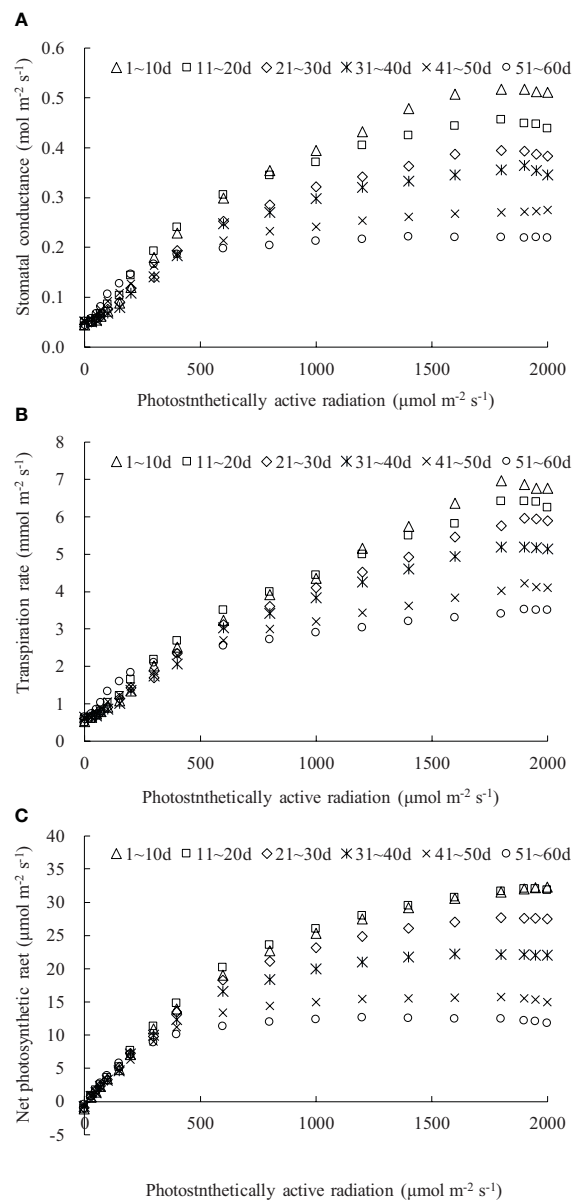 A
1~10d 11~20d 21~30d 31~40d 41~50d 51~60d
Stomatal conductance (mol m-2 s-1)
0.6
0.5
0.4
0.3
0.2
0.1
0.0
0 500 1000 1500 2000
Photostnthetically active radiation (μmol m-2 s-1)
B
1~10d 11~20d 21~30d 31~40d 41~50d 51~60d
Transpiration rate (mmol m-2 s-1)
8
7
6
5
4
3
2
1
0
0 500 1000 1500 2000
Photostnthetically active radiation (μmol m-2 s-1)
C
1~10d 11~20d 21~30d 31~40d 41~50d 51~60d
Net photosynthetic raet (μmol m-2 s-1)
40
35
30
25
20
15
10
5
0
-5
0 500 1000 1500 2000
Photostnthetically active radiation (μmol m-2 s-1)